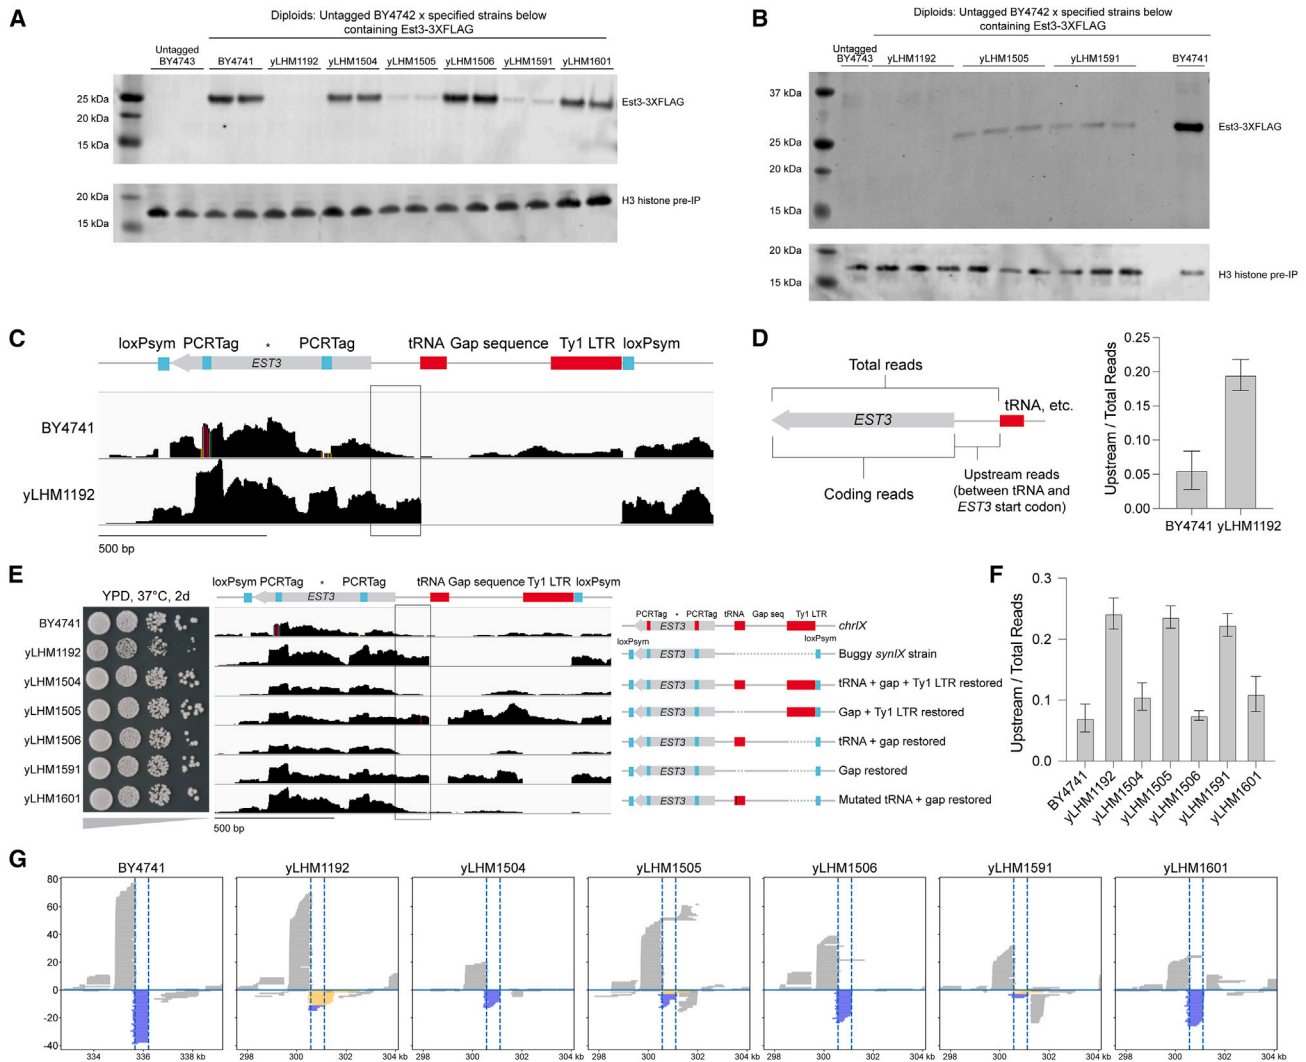 A
Diploids: Untagged BY4742 x specified strains below
containing Est3-3XFLAG
Untagged
BY4743
BY4741
yLHM1192
yLHM1504
yLHM1505
yLHM1506
yLHM1591
yLHM1601
25 kDa
20 kDa
15 kDa
Est3-3XFLAG
20 kDa
15 kDa
H3 histone pre-IP
B
Diploids: Untagged BY4742 x specified strains below
containing Est3-3XFLAG
Untagged
BY4743
yLHM1192
yLHM1505
yLHM1591
BY4741
37 kDa
25 kDa
20 kDa
15 kDa
Est3-3XFLAG
20 kDa
15 kDa
H3 histone pre-IP
C
loxPsym PCRTag * PCRTag tRNA Gap sequence Ty1 LTR loxPsym
EST3
BY4741
yLHM1192
500 bp
D
Total reads
EST3
tRNA, etc.
Coding reads
Upstream reads
(between tRNA and
EST3 start codon)
Upstream / Total Reads
0.25
0.20
0.15
0.10
0.05
0.00
BY4741 yLHM1192
E
YPD, 37°C, 2d
BY4741
yLHM1192
yLHM1504
yLHM1505
yLHM1506
yLHM1591
yLHM1601
loxPsym PCRTag * PCRTag tRNA Gap sequence Ty1 LTR loxPsym
EST3
500 bp
PCRTag * PCRTag tRNA Gap seq Ty1 LTR
EST3 chrIX
loxPsym loxPsym
EST3 Buggy synIX strain
EST3 tRNA + gap + Ty1 LTR restored
EST3 Gap + Ty1 LTR restored
EST3 tRNA + gap restored
EST3 Gap restored
EST3 Mutated tRNA + gap restored
F
Upstream / Total Reads
0.3
0.2
0.1
0.0
BY4741
yLHM1192
yLHM1504
yLHM1505
yLHM1506
yLHM1591
yLHM1601
G
BY4741
yLHM1192
yLHM1504
yLHM1505
yLHM1506
yLHM1591
yLHM1601
80
60
40
20
0
-20
-40
334 336 338 kb
298 300 302 304 kb
298 300 302 304 kb
298 300 302 304 kb
298 300 302 304 kb
298 300 302 304 kb
298 300 302 304 kb